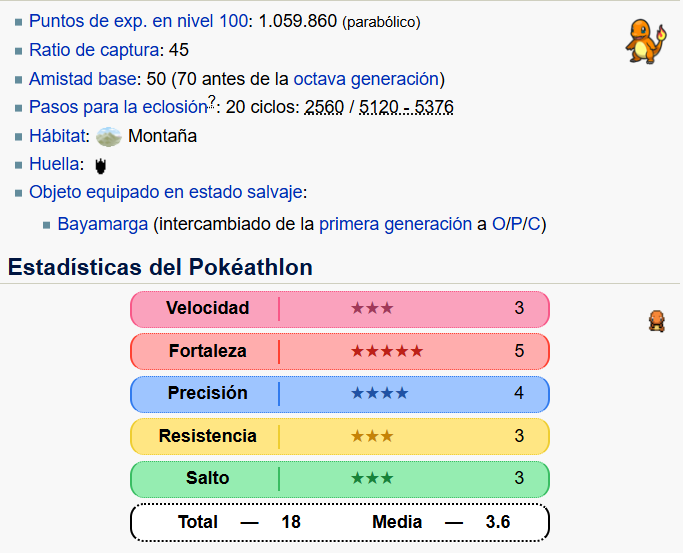 Puntos de exp. en nivel 100: 1.059.860 (parabólico)
Ratio de captura: 45
Amistad base: 50 (70 antes de la octava generación)
Pasos para la eclosión?: 20 ciclos: 2560 / 5120 - 5376
Hábitat: Montaña
Huella:
Objeto equipado en estado salvaje:
Bayamarga (intercambiado de la primera generación a O/P/C)
Estadísticas del Pokéathlon
Velocidad ★★★ 3
Fortaleza ★★★★★ 5
Precisión ★★★★ 4
Resistencia ★★★ 3
Salto ★★★ 3
Total — 18 Media — 3.6